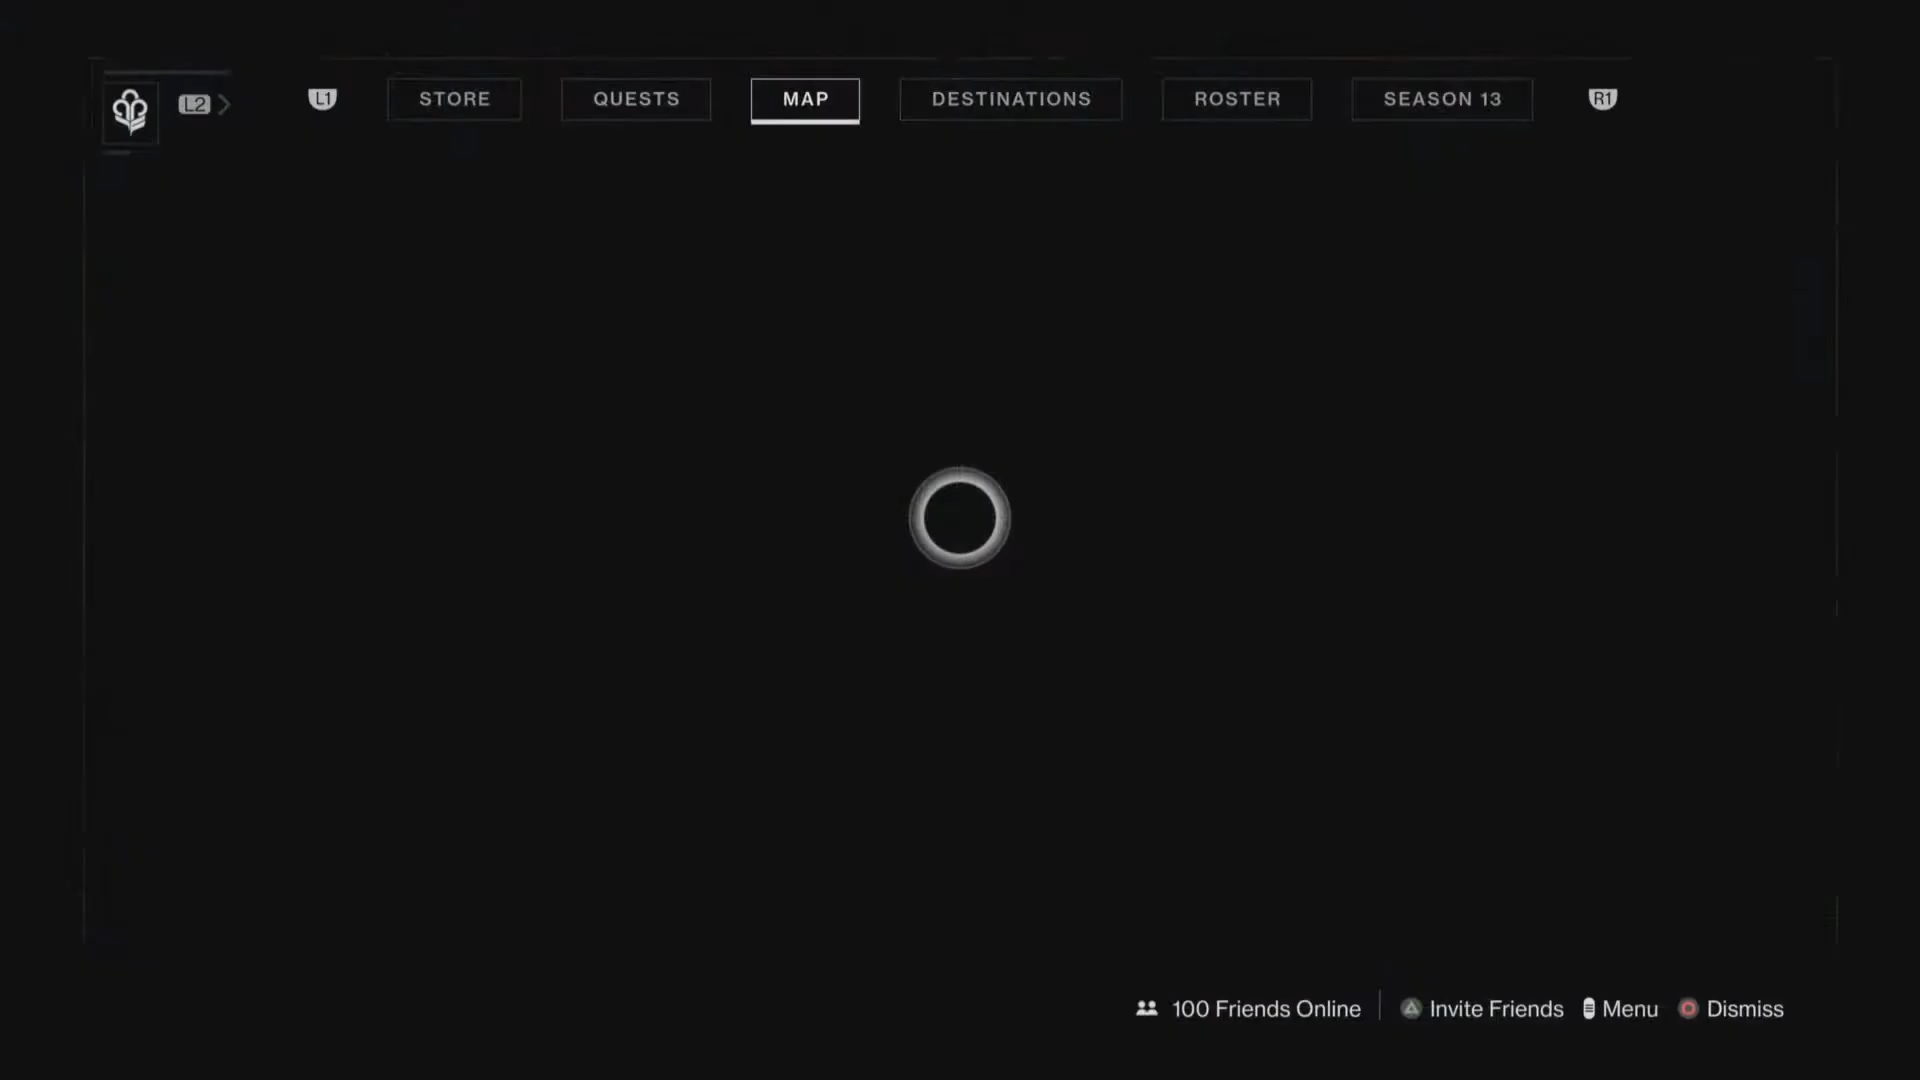 L2 L1 STORE QUESTS MAP DESTINATIONS ROSTER SEASON 13 R1
100 Friends Online Invite Friends Menu Dismiss